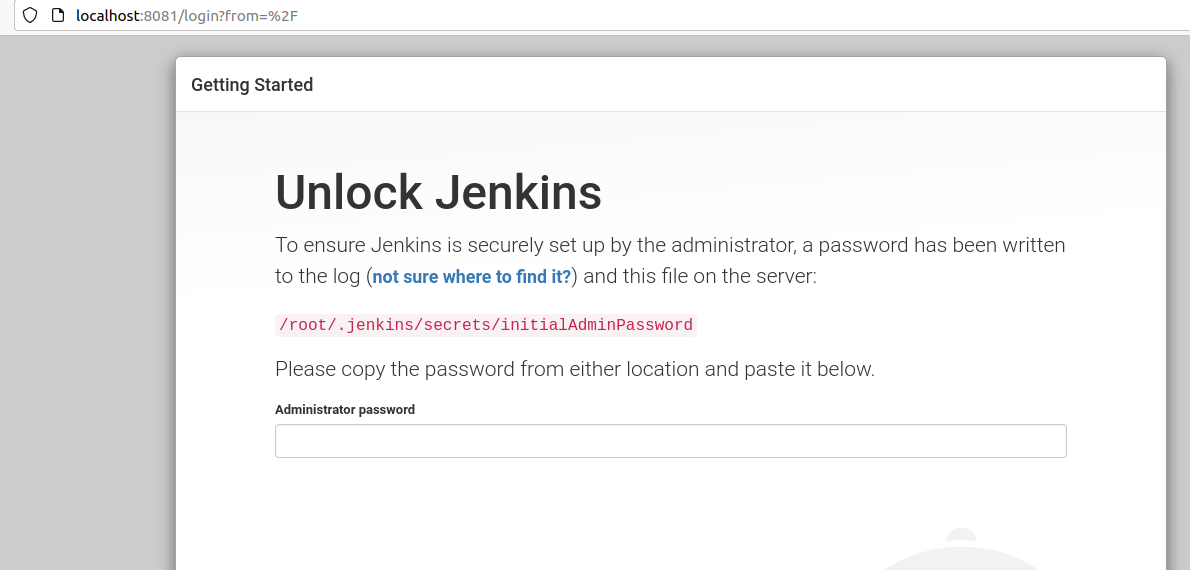 localhost:8081/login?from=%2F
Getting Started
Unlock Jenkins
To ensure Jenkins is securely set up by the administrator, a password has been written
to the log (not sure where to find it?) and this file on the server:
/root/.jenkins/secrets/initialAdminPassword
Please copy the password from either location and paste it below.
Administrator password